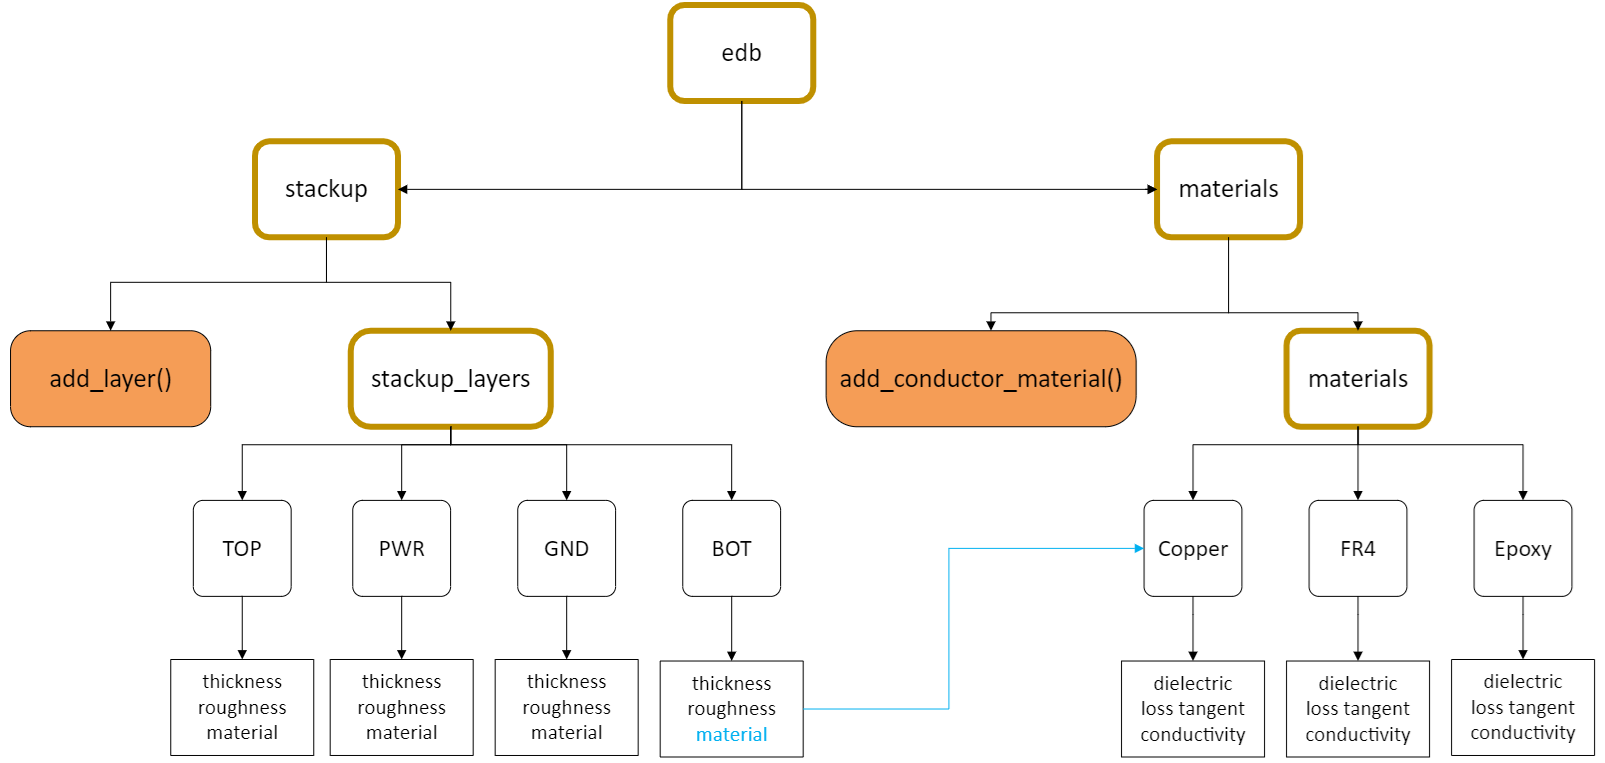 edb
stackup
materials
add_layer()
stackup_layers
add_conductor_material()
materials
TOP
PWR
GND
BOT
Copper
FR4
Epoxy
thickness
roughness
material
thickness
roughness
material
thickness
roughness
material
thickness
roughness
material
dielectric
loss tangent
conductivity
dielectric
loss tangent
conductivity
dielectric
loss tangent
conductivity